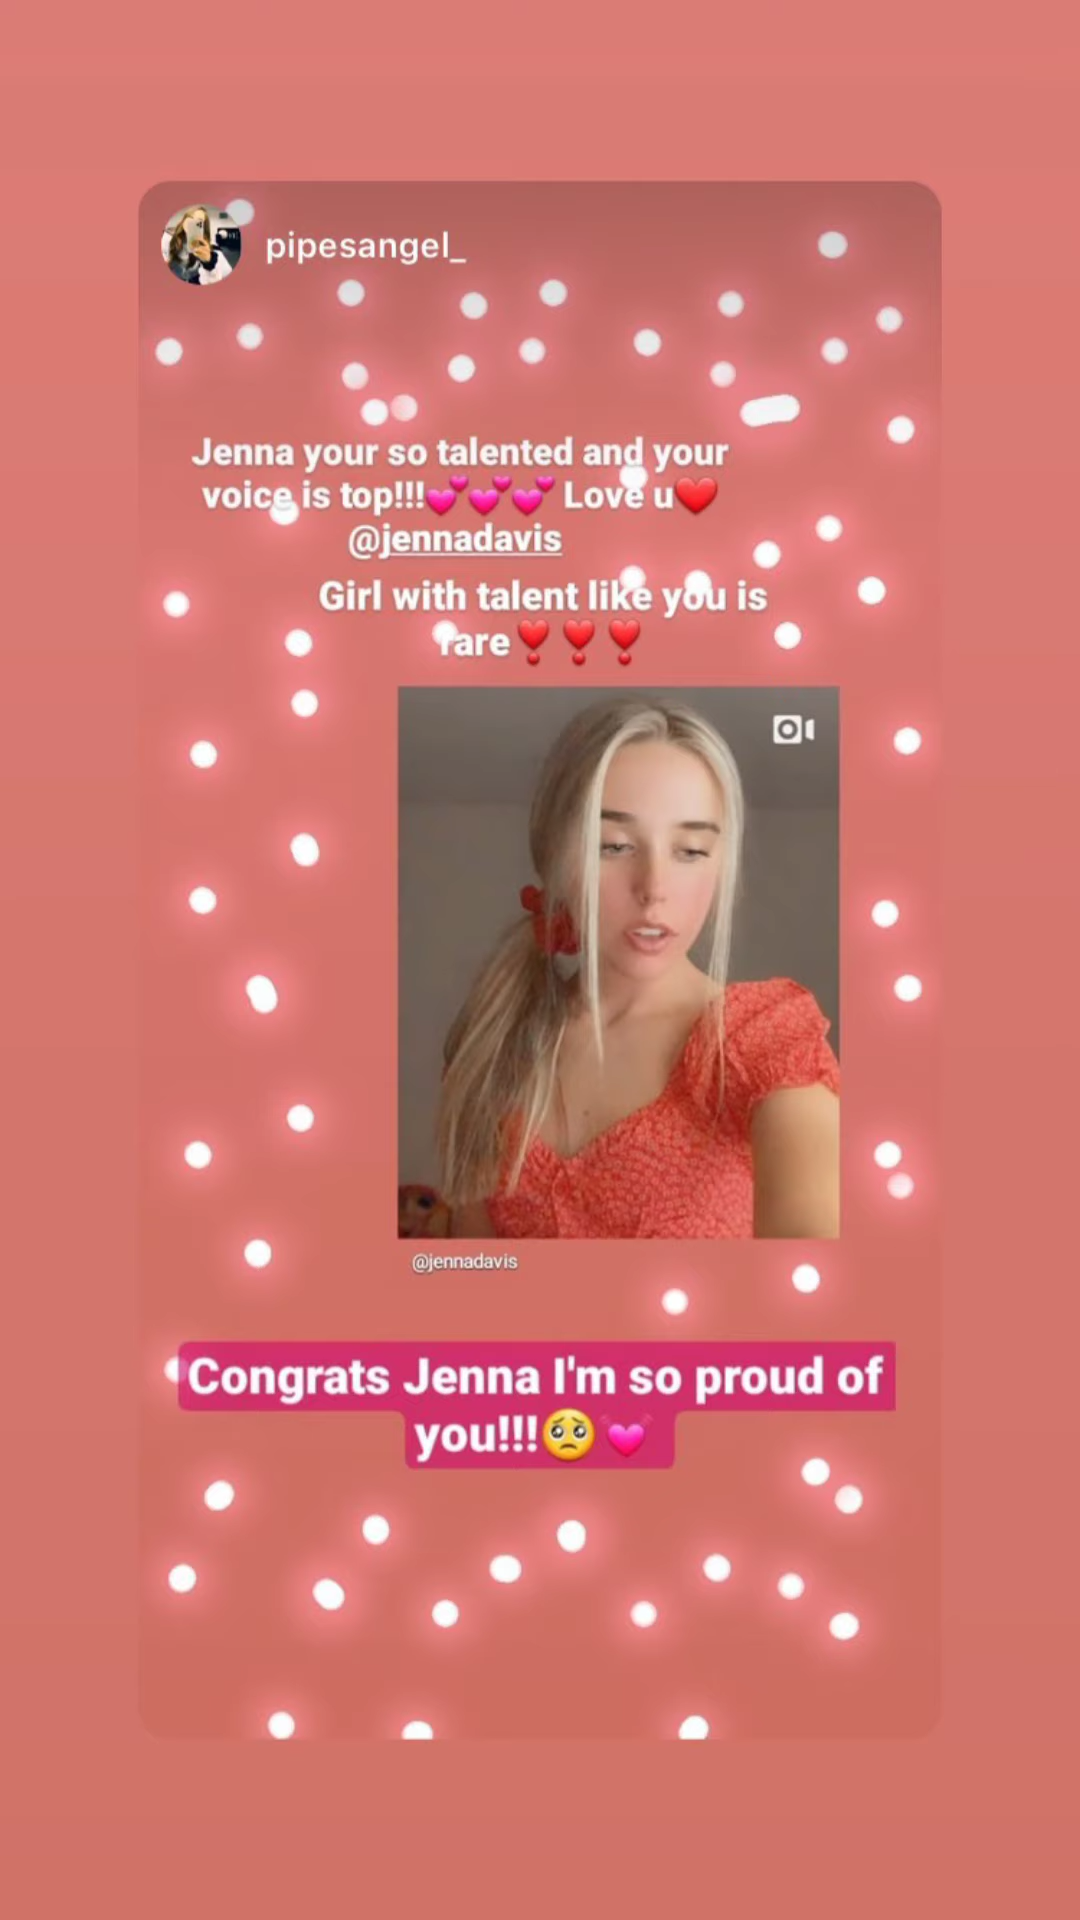 pipesangel_
Jenna your so talented and your
voice is top!!!💕💕💕 Love u❤️
@jennadavis
Girl with talent like you is
rare❣️❣️❣️
@jennadavis
Congrats Jenna I'm so proud of
you!!!🥺💓